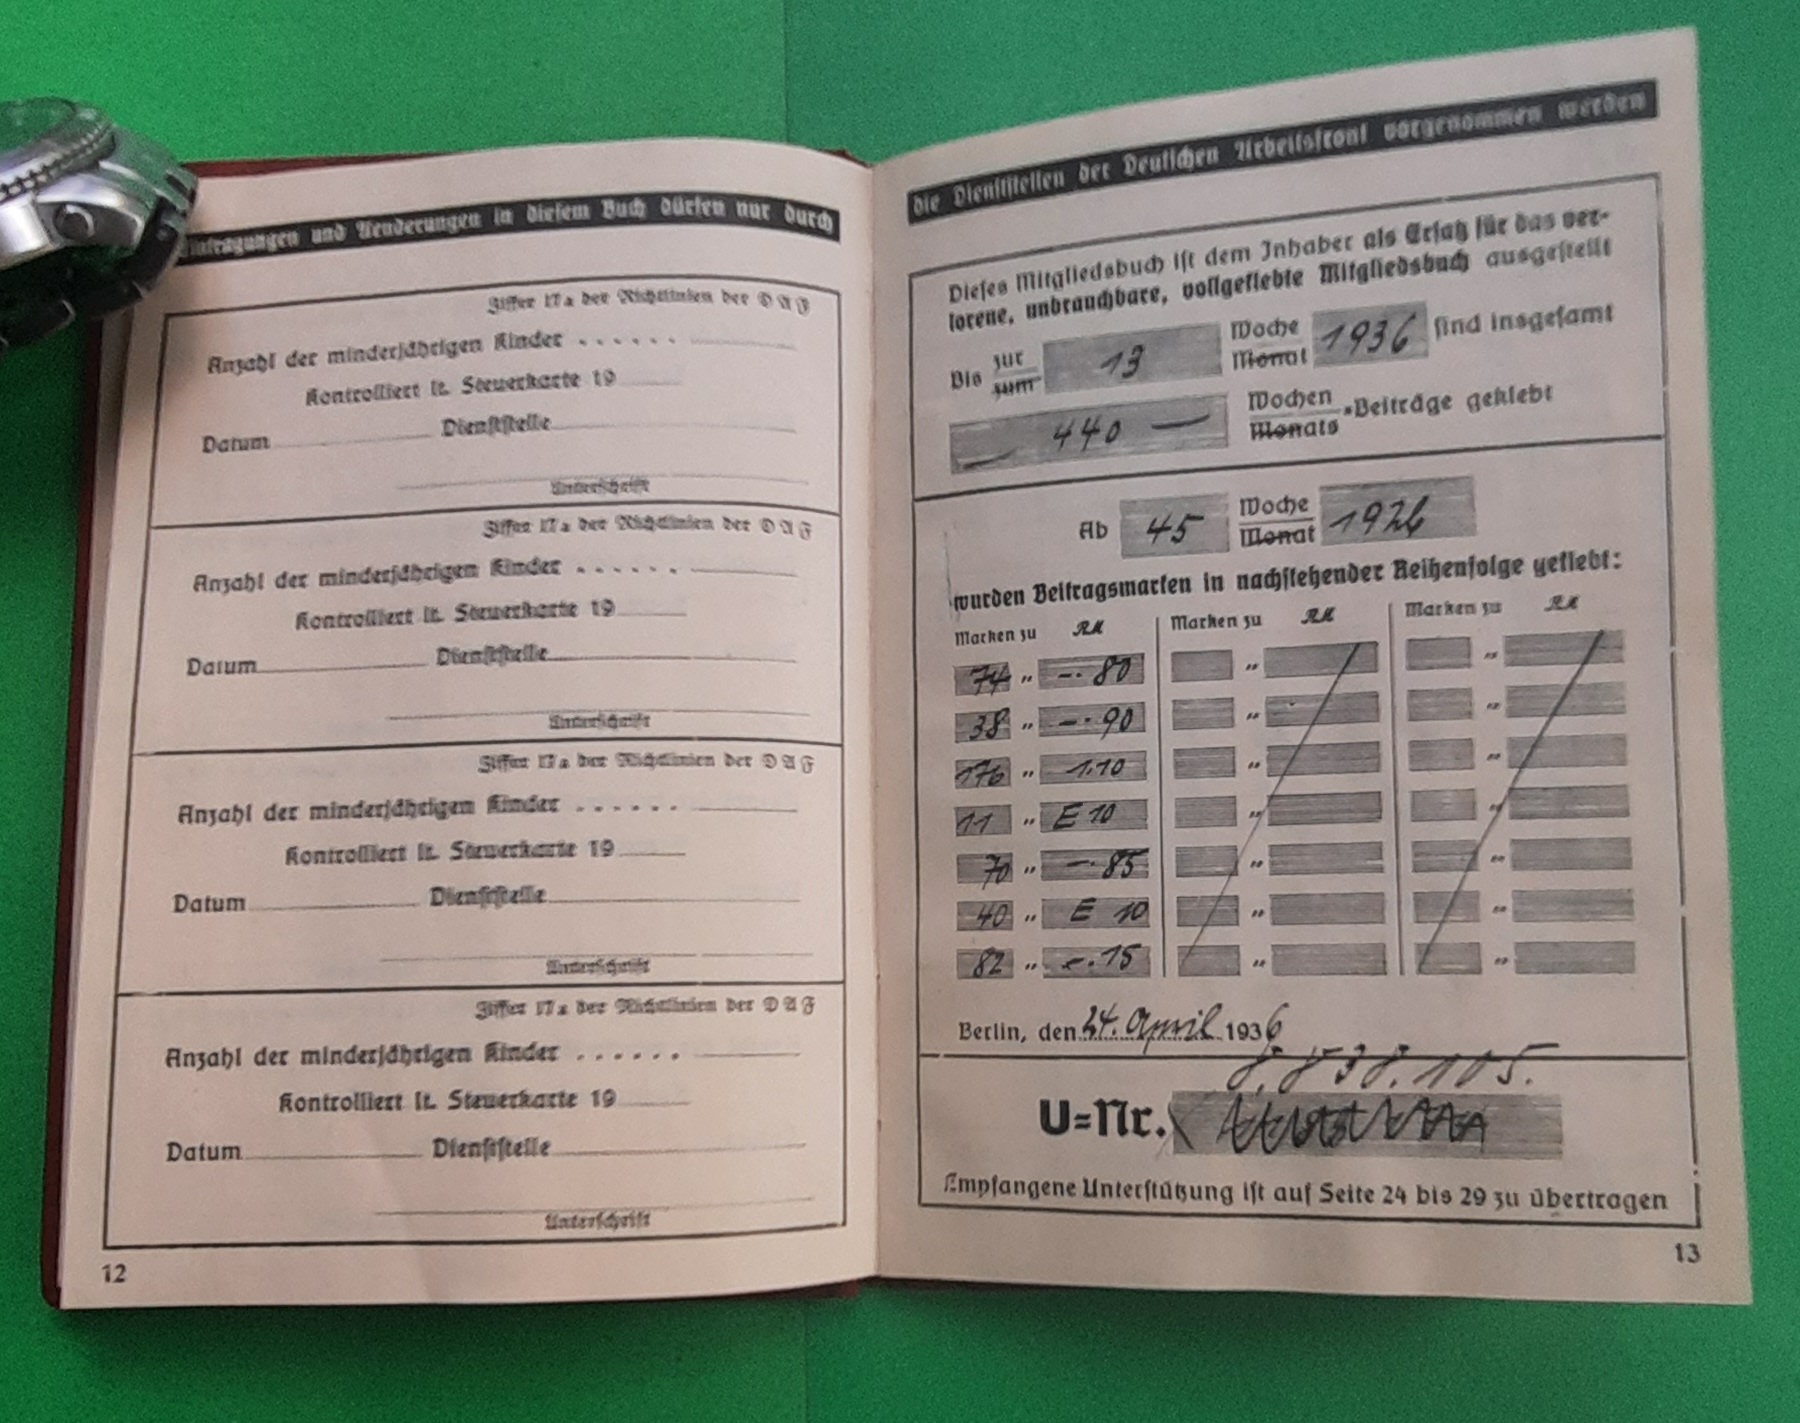 Eintragungen und Aenderungen in diesem Buch dürfen nur durch
Ziffer 17a der Richtlinien der D A F
Anzahl der minderjährigen Kinder . . . . . .
Kontrolliert lt. Steuerkarte 19
Datum Dienststelle
Unterschrift
Ziffer 17a der Richtlinien der D A F
Anzahl der minderjährigen Kinder . . . . . .
Kontrolliert lt. Steuerkarte 19
Datum Dienststelle
Unterschrift
Ziffer 17a der Richtlinien der D A F
Anzahl der minderjährigen Kinder . . . . . .
Kontrolliert lt. Steuerkarte 19
Datum Dienststelle
Unterschrift
Ziffer 17a der Richtlinien der D A F
Anzahl der minderjährigen Kinder . . . . . .
Kontrolliert lt. Steuerkarte 19
Datum Dienststelle
Unterschrift
12
die Dienststellen der Deutschen Arbeitsfront vorgenommen werden
Dieses Mitgliedsbuch ist dem Inhaber als Ersatz für das ver-
lorene, unbrauchbare, vollgeklebte Mitgliedsbuch ausgestellt
Bis zur zum 13 Woche Monat 1936 sind insgesamt
— 440 — Wochen Monats -Beiträge geklebt
Ab 45 Woche Monat 1926
wurden Beitragsmarken in nachstehender Reihenfolge geklebt:
Marken zu RM Marken zu RM Marken zu RM
74 " -.80 " "
38 " -.90 " "
176 " 1.10 " "
11 " E 10 " "
70 " -.85 " "
40 " E 10 " "
82 " -.15 " "
Berlin, den 24. April 1936
8.838.105.
U=Nr.
Empfangene Unterstützung ist auf Seite 24 bis 29 zu übertragen
13